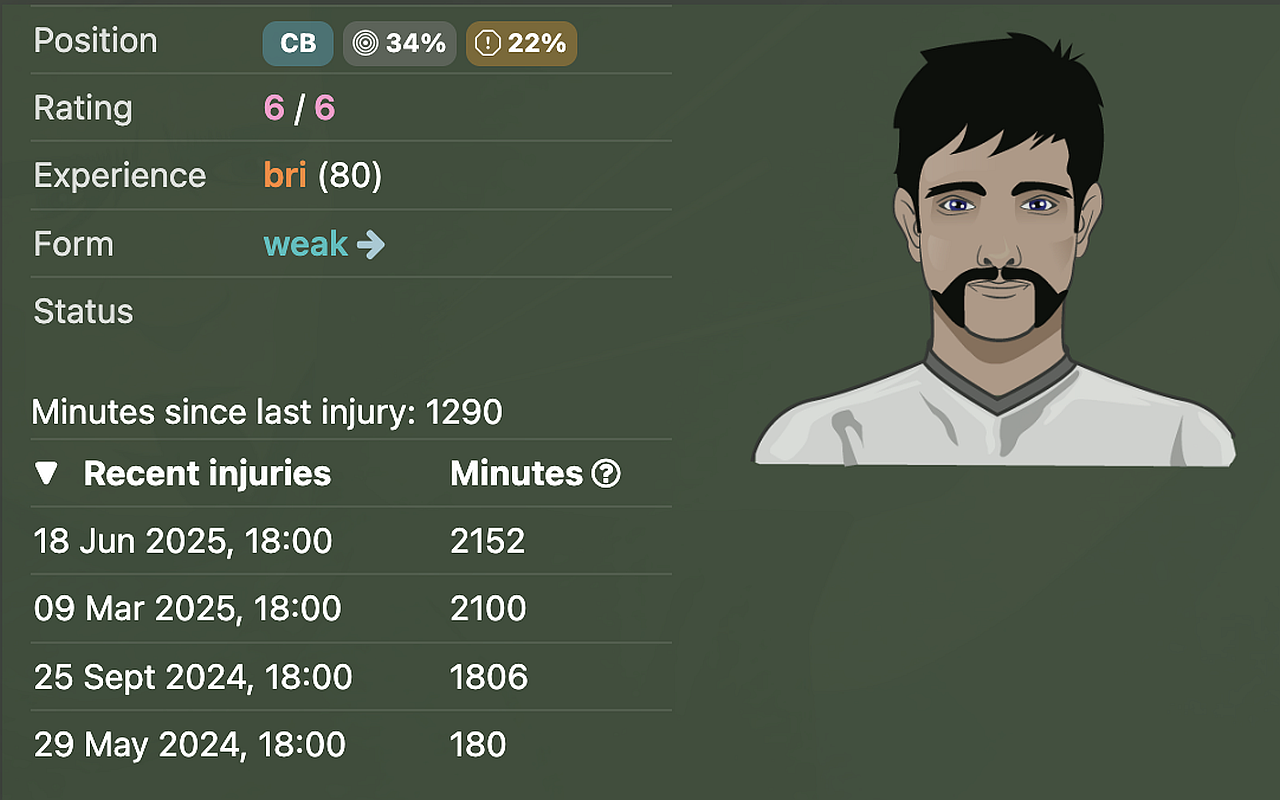 Position CB 34% 22%
Rating 6 / 6
Experience bri (80)
Form weak
Status
Minutes since last injury: 1290
Recent injuries Minutes
18 Jun 2025, 18:00 2152
09 Mar 2025, 18:00 2100
25 Sept 2024, 18:00 1806
29 May 2024, 18:00 180